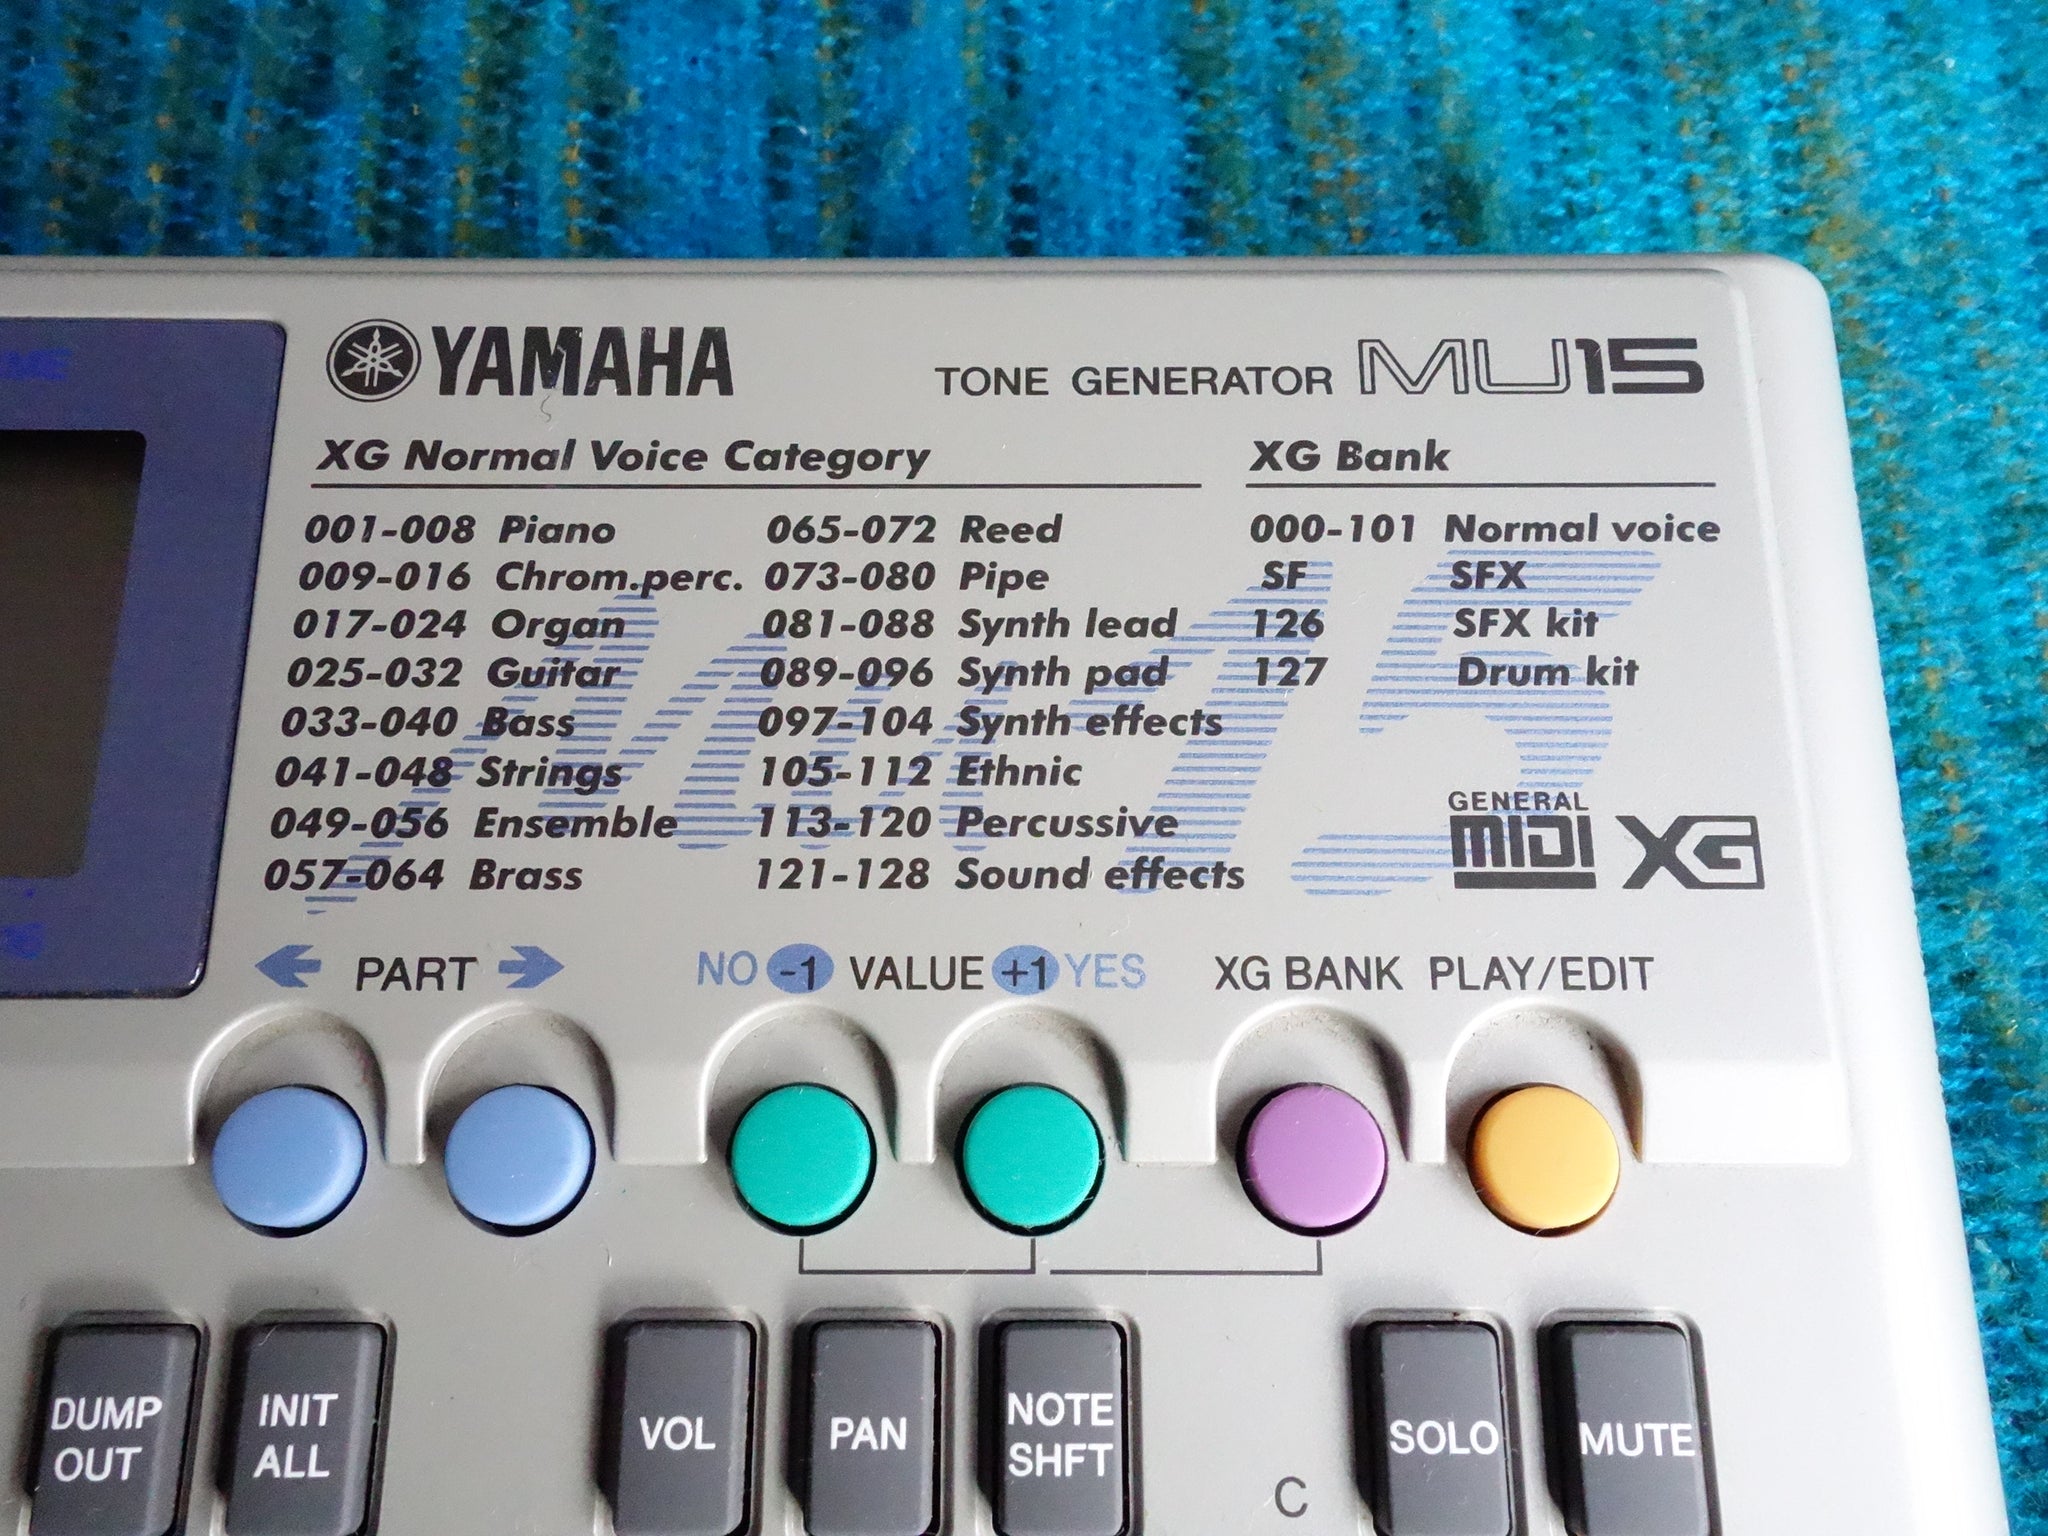 YAMAHA TONE GENERATOR MU15
XG Normal Voice Category
001-008 Piano
009-016 Chrom.perc.
017-024 Organ
025-032 Guitar
033-040 Bass
041-048 Strings
049-056 Ensemble
057-064 Brass
065-072 Reed
073-080 Pipe
081-088 Synth lead
089-096 Synth pad
097-104 Synth effects
105-112 Ethnic
113-120 Percussive
121-128 Sound effects
XG Bank
000-101 Normal voice
SF SFX
126 SFX kit
127 Drum kit
mu15
GENERAL
MIDI XG
PART NO -1 VALUE +1 YES XG BANK PLAY/EDIT
DUMP
OUT
INIT
ALL
VOL
PAN
NOTE
SHFT
C
SOLO
MUTE